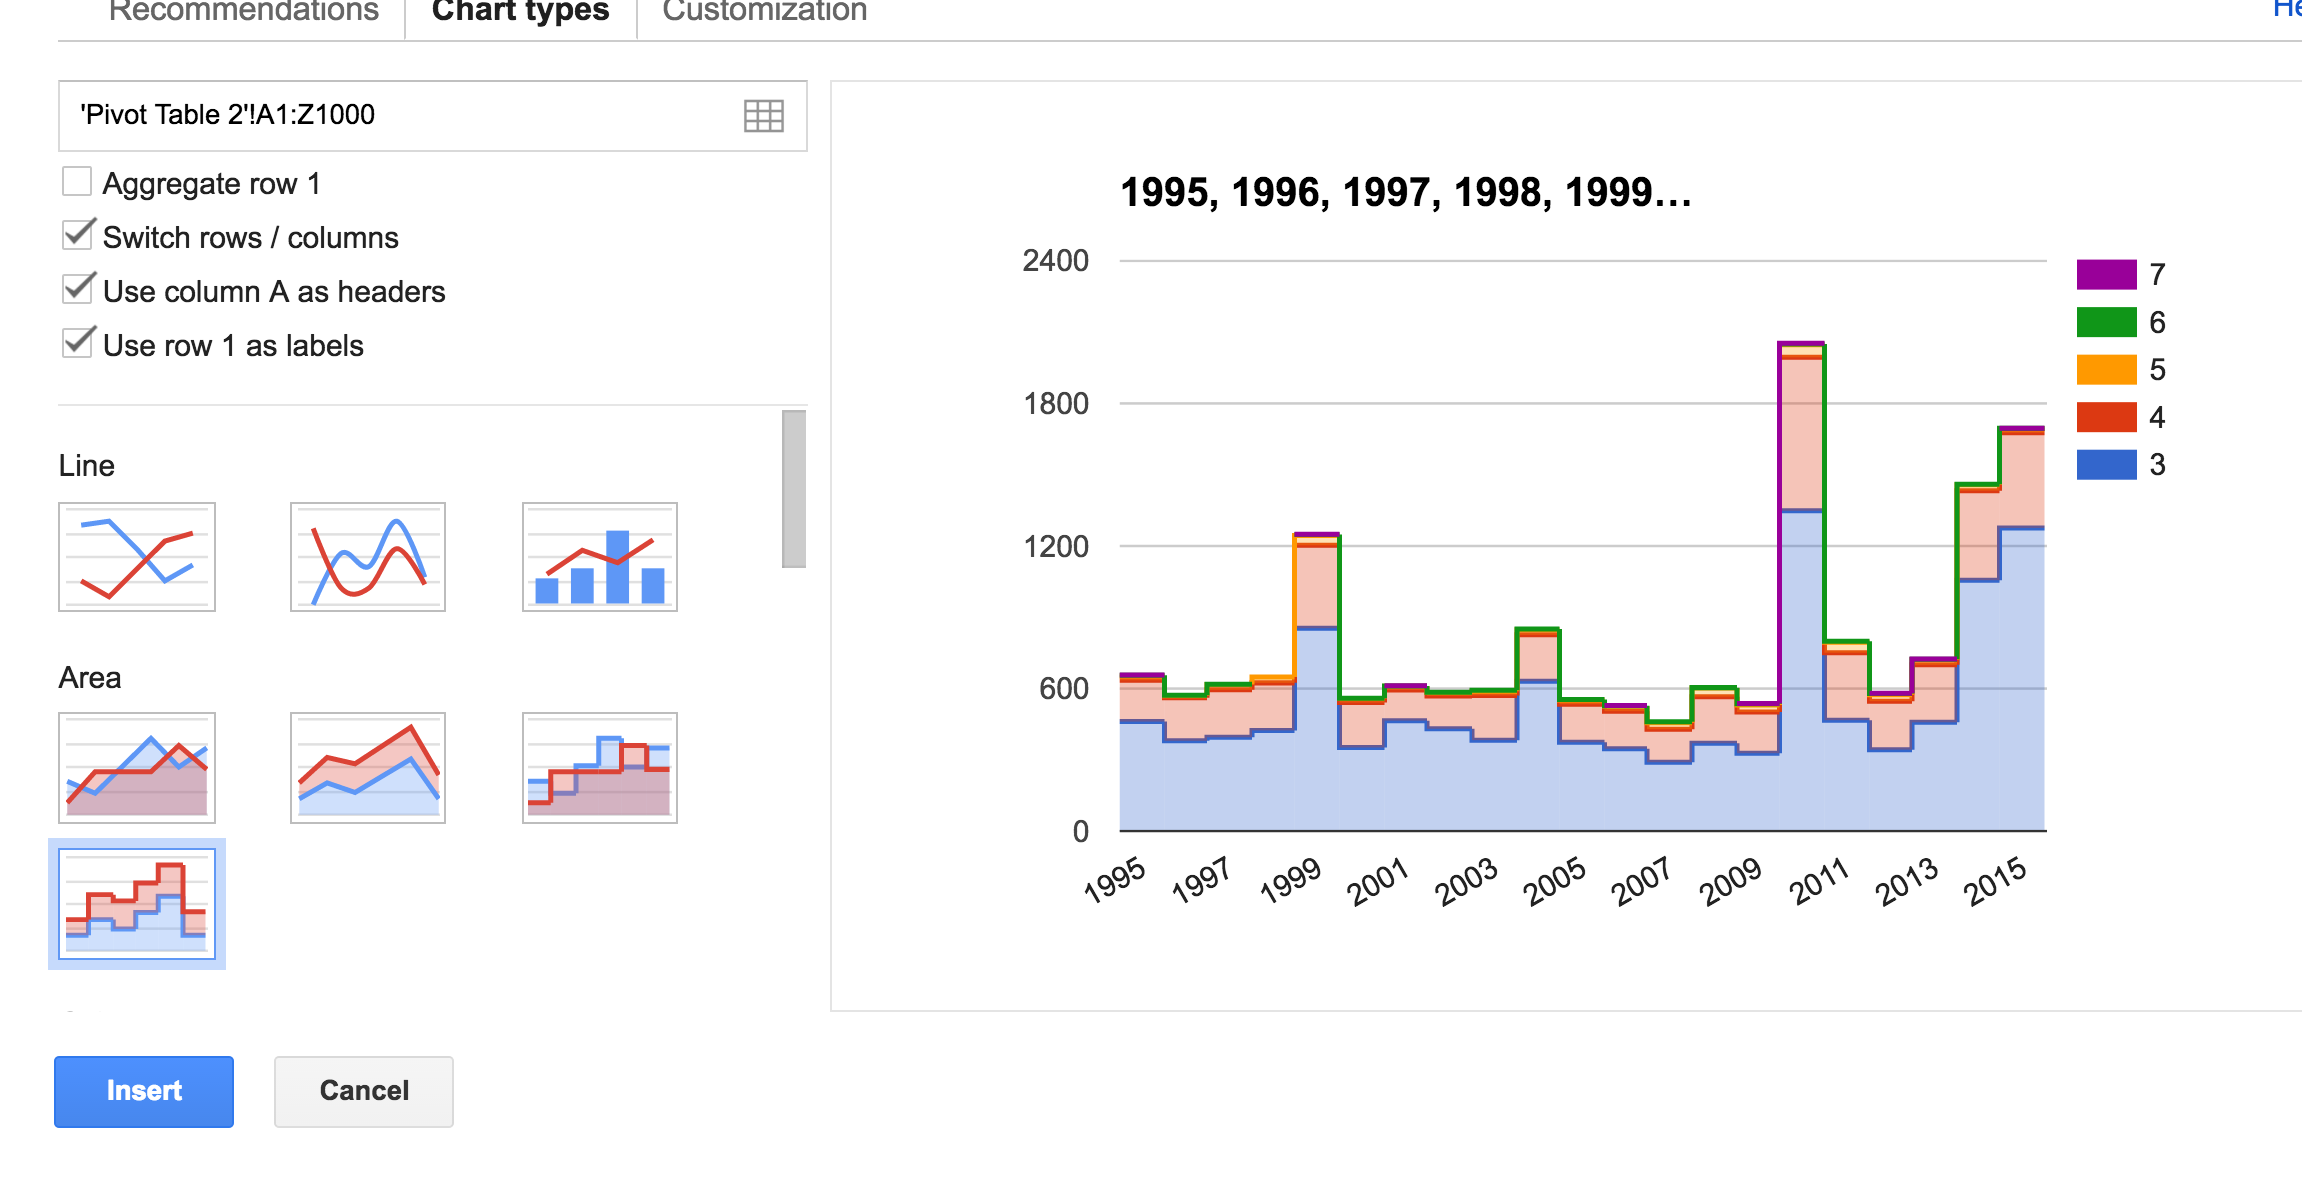 Recommendations
Chart types
Customization
He
'Pivot Table 2'!A1:Z1000
Aggregate row 1
Switch rows / columns
Use column A as headers
Use row 1 as labels
Line
Area
Insert
Cancel
1995, 1996, 1997, 1998, 1999...
2400
1800
1200
600
0
1995 1997 1999 2001 2003 2005 2007 2009 2011 2013 2015
7
6
5
4
3